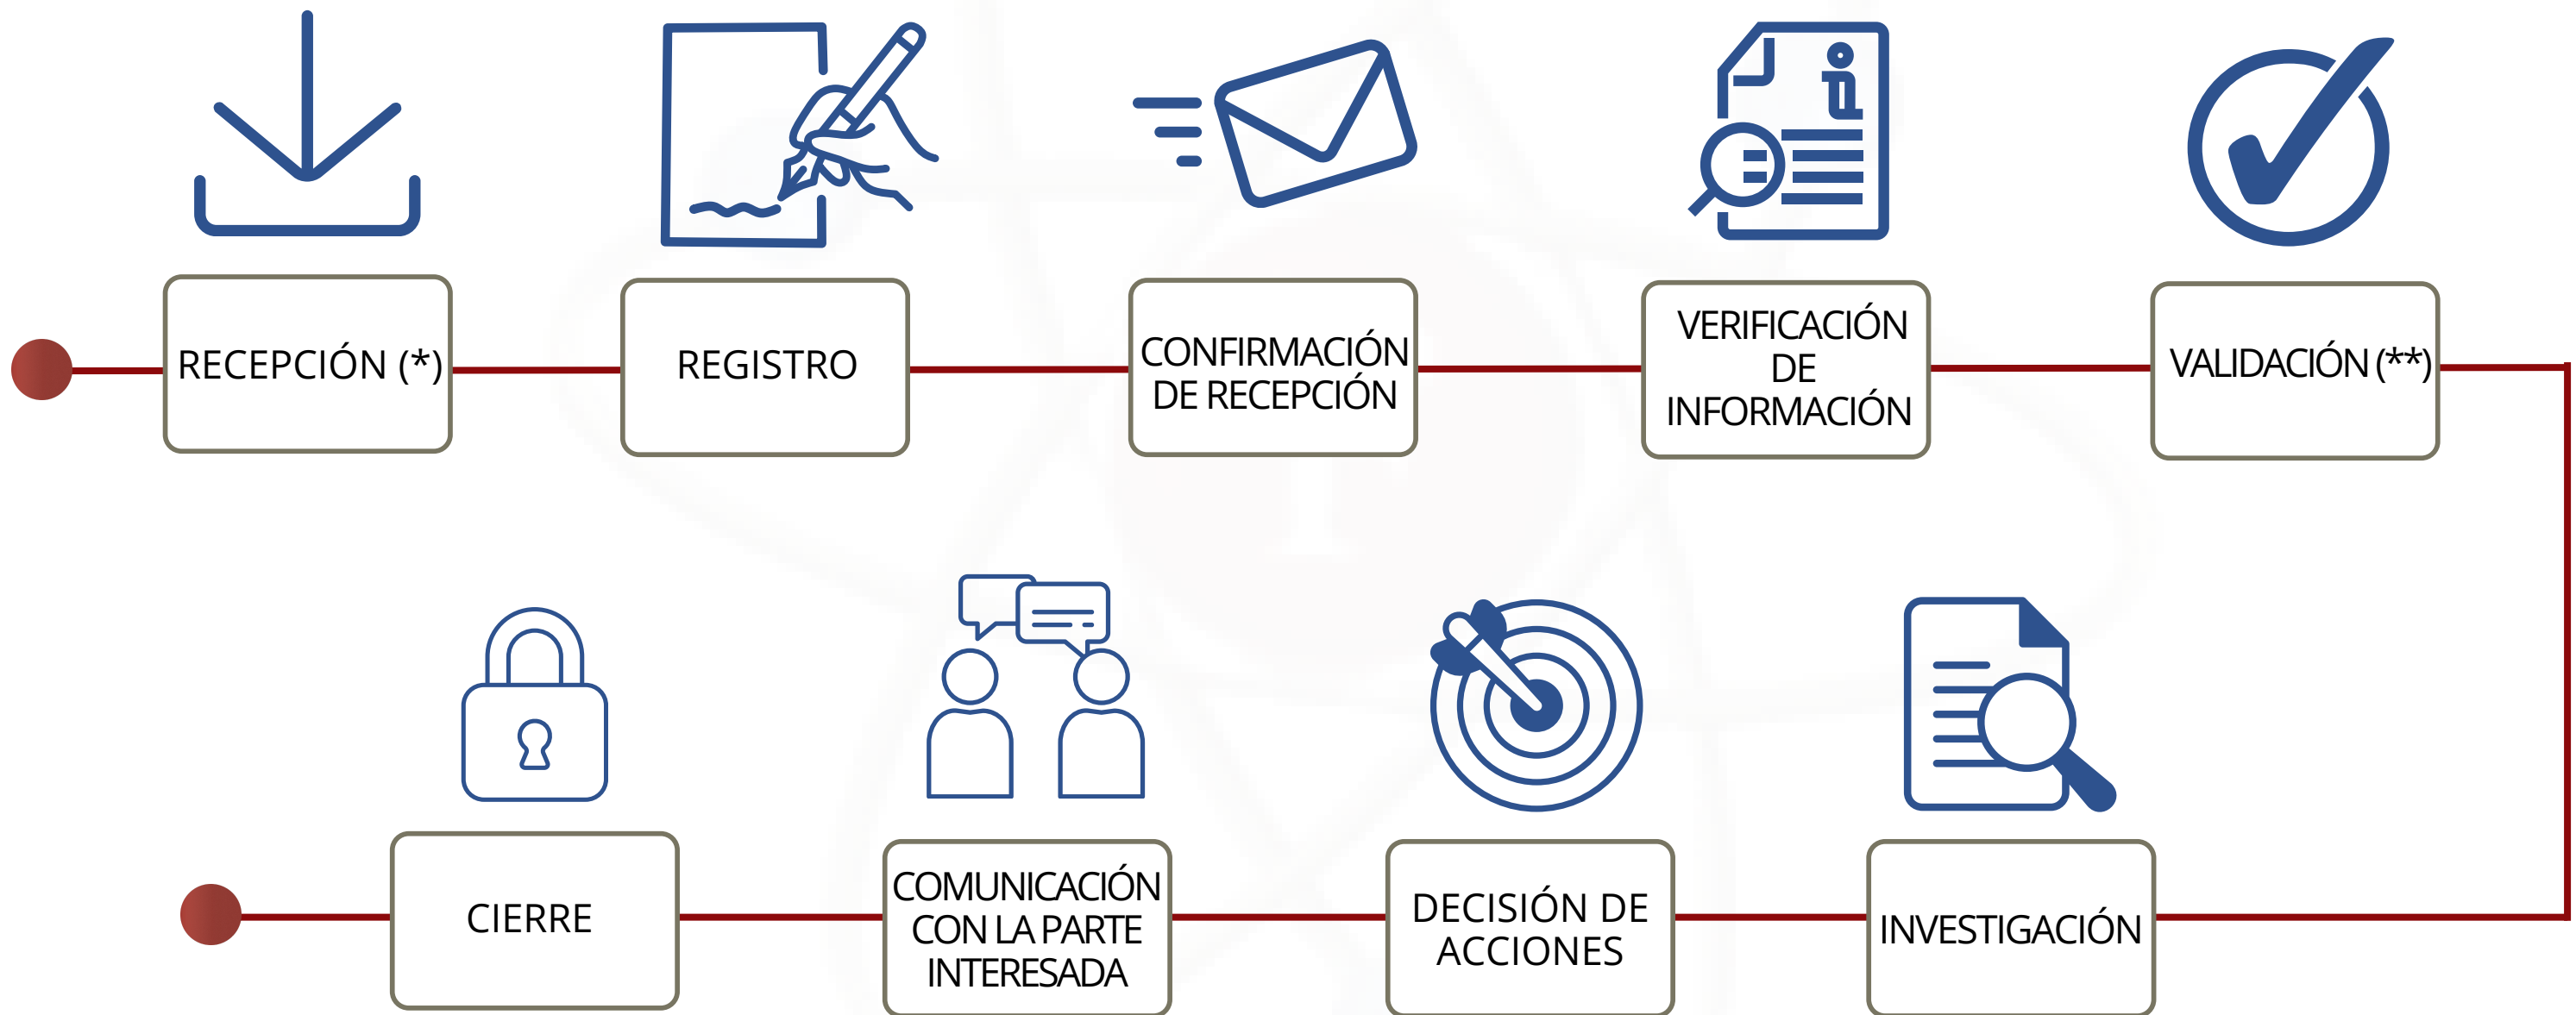 RECEPCIÓN (*)
REGISTRO
CONFIRMACIÓN
DE RECEPCIÓN
VERIFICACIÓN
DE
INFORMACIÓN
VALIDACIÓN (**)
INVESTIGACIÓN
DECISIÓN DE
ACCIONES
COMUNICACIÓN
CON LA PARTE
INTERESADA
CIERRE